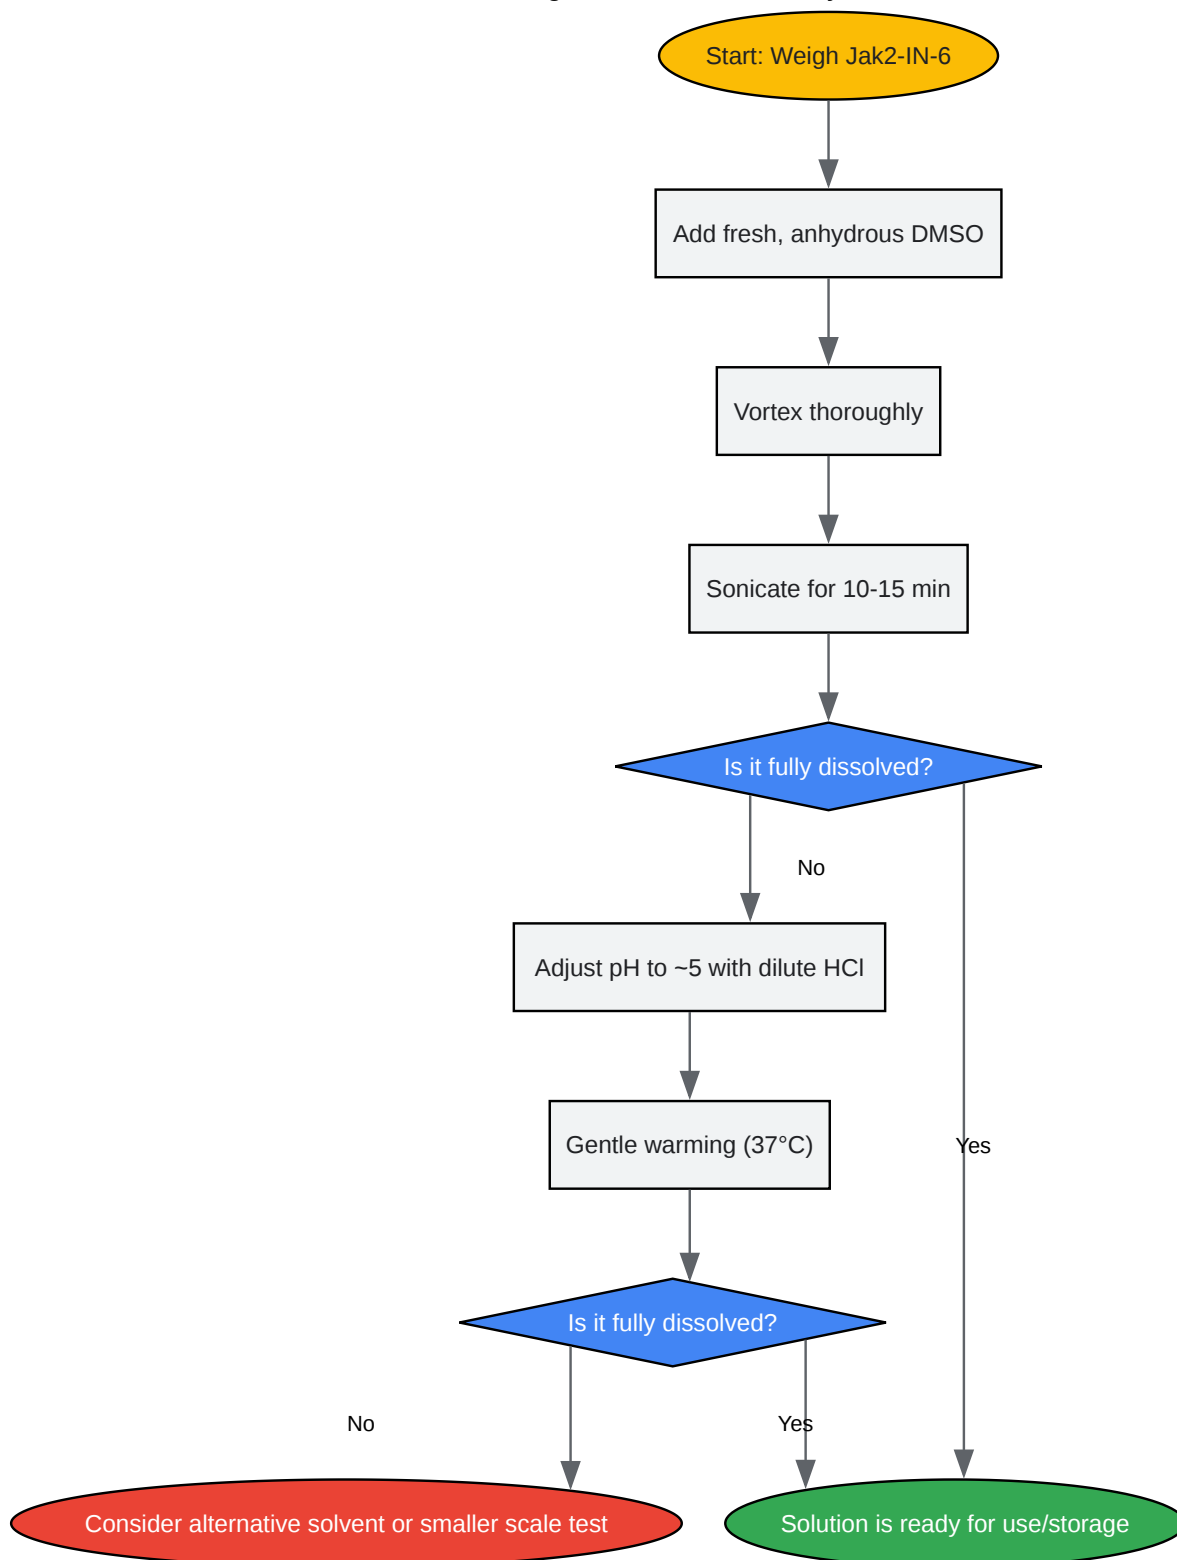 Start: Weigh Jak2-IN-6
Add fresh, anhydrous DMSO
Vortex thoroughly
Sonicate for 10-15 min
Is it fully dissolved?
No
Adjust pH to ~5 with dilute HCl
Gentle warming (37°C)
Yes
Is it fully dissolved?
No
Yes
Consider alternative solvent or smaller scale test
Solution is ready for use/storage